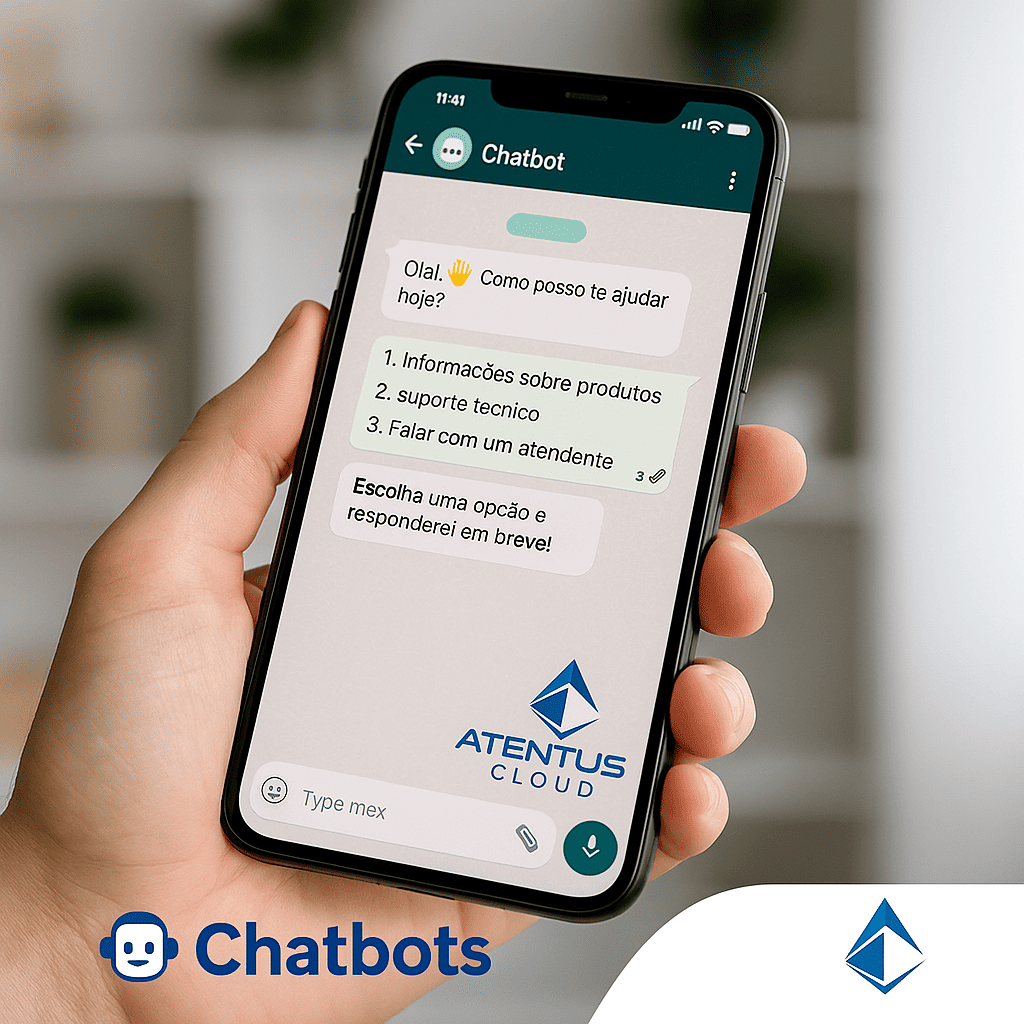 11:41
Chatbot
Olal. 👋 Como posso te ajudar
hoje?
1. Informacŏes sobre produtos
2. suporte tecnico
3. Falar com um atendente
3
Escolha uma opcão e
responderei em breve!
ATENTUS
CLOUD
Type mex
Chatbots